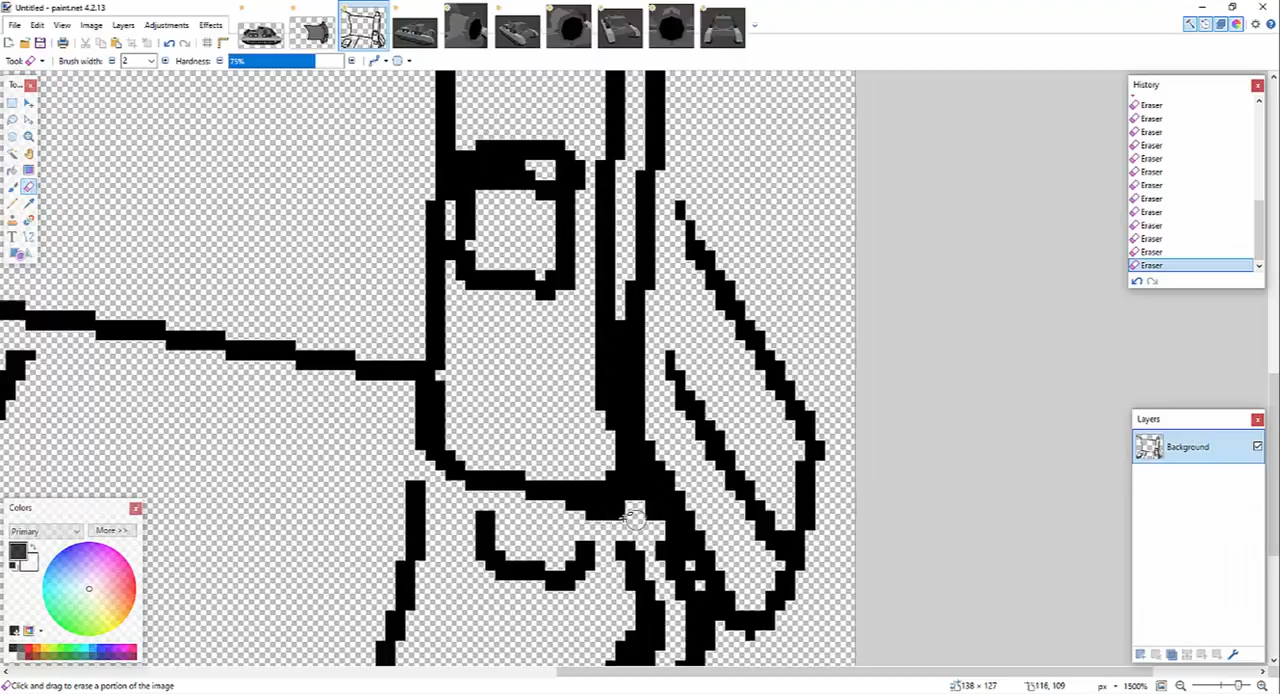 Untitled - paint.net 4.2.13
File Edit View Image Layers Adjustments Effects
Tool: Brush width: 2 Hardness: 75%
To...
History
Eraser
Eraser
Eraser
Eraser
Eraser
Eraser
Eraser
Eraser
Eraser
Eraser
Eraser
Eraser
Eraser
Layers
Background
Colors
Primary More >>
Click and drag to erase a portion of the image 138 × 127 116, 109 px 1500%